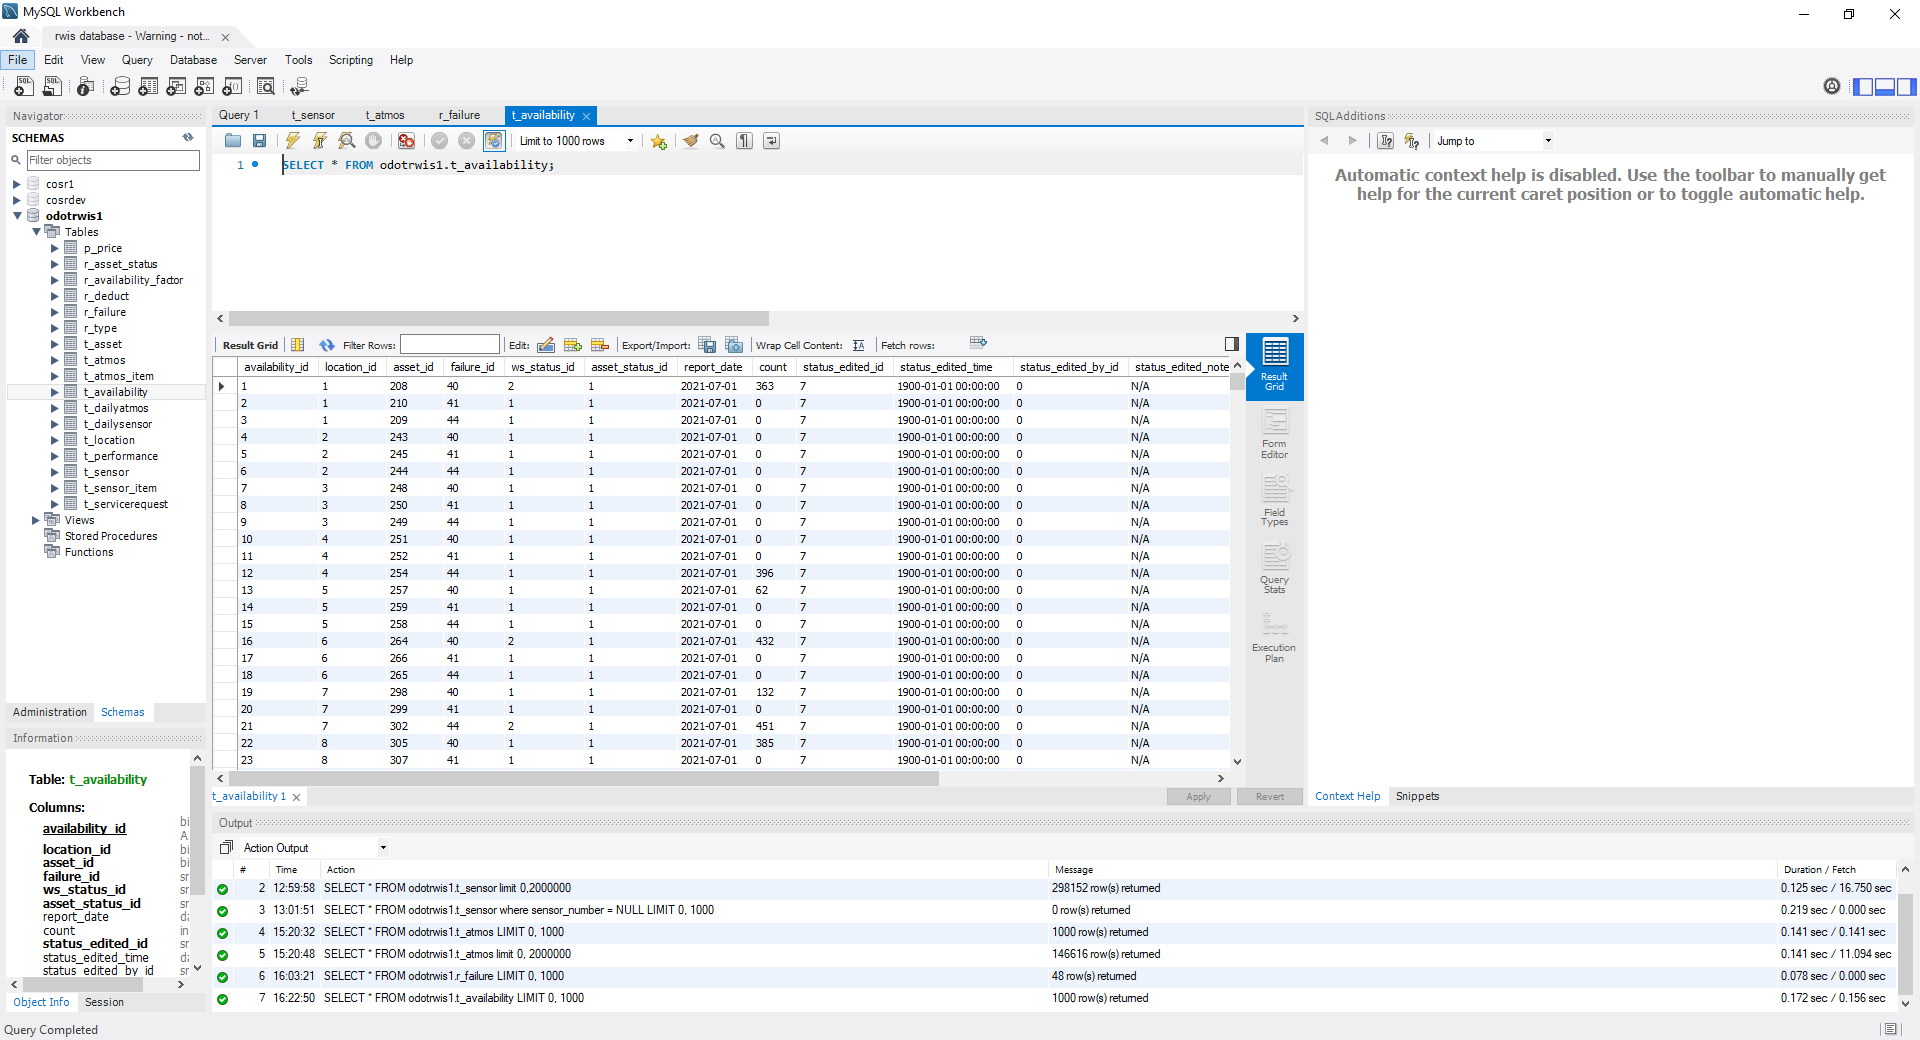 MySQL Workbench
rwis database - Warning - not...
File Edit View Query Database Server Tools Scripting Help
Navigator
SCHEMAS
Filter objects
cosr1
cosrdev
odotrwis1
Tables
p_price
r_asset_status
r_availability_factor
r_deduct
r_failure
r_type
t_asset
t_atmos
t_atmos_item
t_availability
t_dailyatmos
t_dailysensor
t_location
t_performance
t_sensor
t_sensor_item
t_servicerequest
Views
Stored Procedures
Functions
Administration Schemas
Information
Table: t_availability
Columns:
availability_id bi
A
location_id bi
asset_id bi
failure_id sr
ws_status_id sr
asset_status_id sr
report_date da
count in
status_edited_id sr
status_edited_time da
status_edited_by_id sr
Object Info Session
Query Completed
Query 1 t_sensor t_atmos r_failure t_availability
Limit to 1000 rows
1 SELECT * FROM odotrwis1.t_availability;
Result Grid Filter Rows: Edit: Export/Import: Wrap Cell Content: Fetch rows:
availability_id location_id asset_id failure_id ws_status_id asset_status_id report_date count status_edited_id status_edited_time status_edited_by_id status_edited_note
1 1 208 40 2 1 2021-07-01 363 7 1900-01-01 00:00:00 0 N/A
2 1 210 41 1 1 2021-07-01 0 7 1900-01-01 00:00:00 0 N/A
3 1 209 44 1 1 2021-07-01 0 7 1900-01-01 00:00:00 0 N/A
4 2 243 40 1 1 2021-07-01 0 7 1900-01-01 00:00:00 0 N/A
5 2 245 41 1 1 2021-07-01 0 7 1900-01-01 00:00:00 0 N/A
6 2 244 44 1 1 2021-07-01 0 7 1900-01-01 00:00:00 0 N/A
7 3 248 40 1 1 2021-07-01 0 7 1900-01-01 00:00:00 0 N/A
8 3 250 41 1 1 2021-07-01 0 7 1900-01-01 00:00:00 0 N/A
9 3 249 44 1 1 2021-07-01 0 7 1900-01-01 00:00:00 0 N/A
10 4 251 40 1 1 2021-07-01 0 7 1900-01-01 00:00:00 0 N/A
11 4 252 41 1 1 2021-07-01 0 7 1900-01-01 00:00:00 0 N/A
12 4 254 44 1 1 2021-07-01 396 7 1900-01-01 00:00:00 0 N/A
13 5 257 40 1 1 2021-07-01 62 7 1900-01-01 00:00:00 0 N/A
14 5 259 41 1 1 2021-07-01 0 7 1900-01-01 00:00:00 0 N/A
15 5 258 44 1 1 2021-07-01 0 7 1900-01-01 00:00:00 0 N/A
16 6 264 40 2 1 2021-07-01 432 7 1900-01-01 00:00:00 0 N/A
17 6 266 41 1 1 2021-07-01 0 7 1900-01-01 00:00:00 0 N/A
18 6 265 44 1 1 2021-07-01 0 7 1900-01-01 00:00:00 0 N/A
19 7 298 40 1 1 2021-07-01 132 7 1900-01-01 00:00:00 0 N/A
20 7 299 41 1 1 2021-07-01 0 7 1900-01-01 00:00:00 0 N/A
21 7 302 44 2 1 2021-07-01 451 7 1900-01-01 00:00:00 0 N/A
22 8 305 40 1 1 2021-07-01 385 7 1900-01-01 00:00:00 0 N/A
23 8 307 41 1 1 2021-07-01 0 7 1900-01-01 00:00:00 0 N/A
t_availability 1
Apply Revert
Result
Grid
Form
Editor
Field
Types
Query
Stats
Execution
Plan
SQLAdditions
Jump to
Automatic context help is disabled. Use the toolbar to manually get
help for the current caret position or to toggle automatic help.
Context Help Snippets
Output
Action Output
# Time Action Message Duration / Fetch
2 12:59:58 SELECT * FROM odotrwis1.t_sensor limit 0,2000000 298152 row(s) returned 0.125 sec / 16.750 sec
3 13:01:51 SELECT * FROM odotrwis1.t_sensor where sensor_number = NULL LIMIT 0, 1000 0 row(s) returned 0.219 sec / 0.000 sec
4 15:20:32 SELECT * FROM odotrwis1.t_atmos LIMIT 0, 1000 1000 row(s) returned 0.141 sec / 0.141 sec
5 15:20:48 SELECT * FROM odotrwis1.t_atmos limit 0, 2000000 146616 row(s) returned 0.141 sec / 11.094 sec
6 16:03:21 SELECT * FROM odotrwis1.r_failure LIMIT 0, 1000 48 row(s) returned 0.078 sec / 0.000 sec
7 16:22:50 SELECT * FROM odotrwis1.t_availability LIMIT 0, 1000 1000 row(s) returned 0.172 sec / 0.156 sec